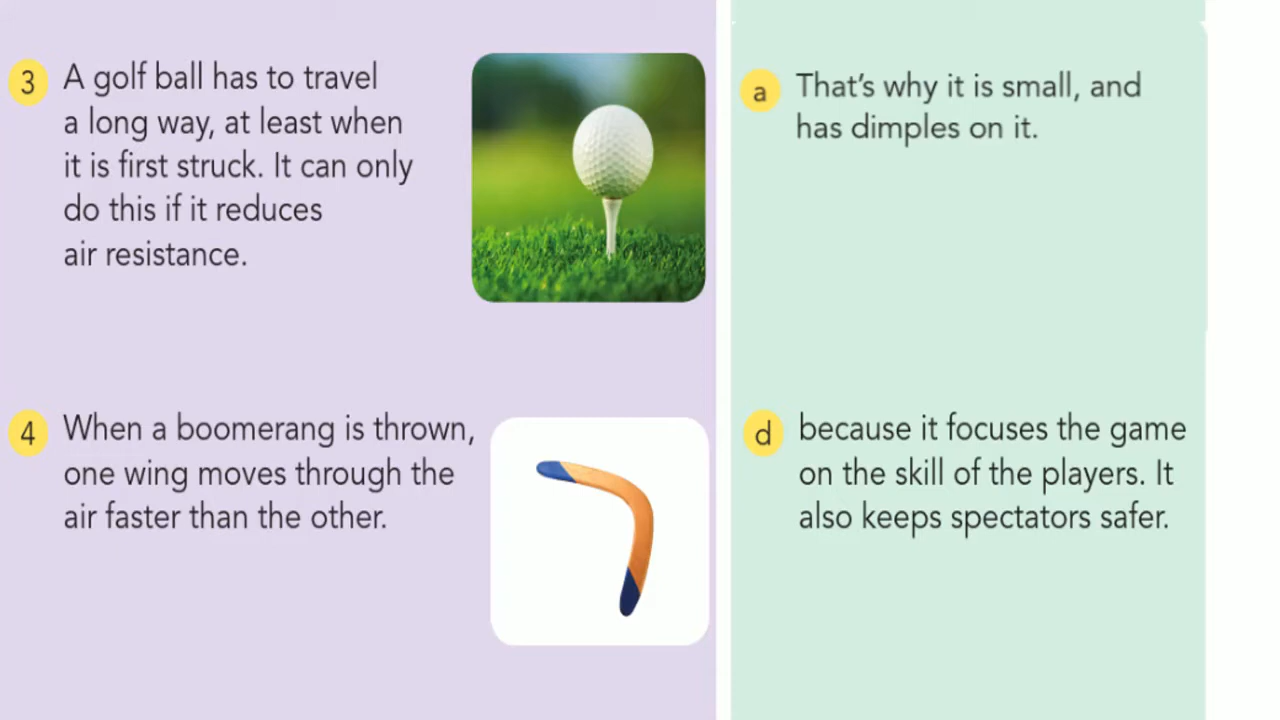 3 A golf ball has to travel
a long way, at least when
it is first struck. It can only
do this if it reduces
air resistance.
a That's why it is small, and
has dimples on it.
4 When a boomerang is thrown,
one wing moves through the
air faster than the other.
d because it focuses the game
on the skill of the players. It
also keeps spectators safer.